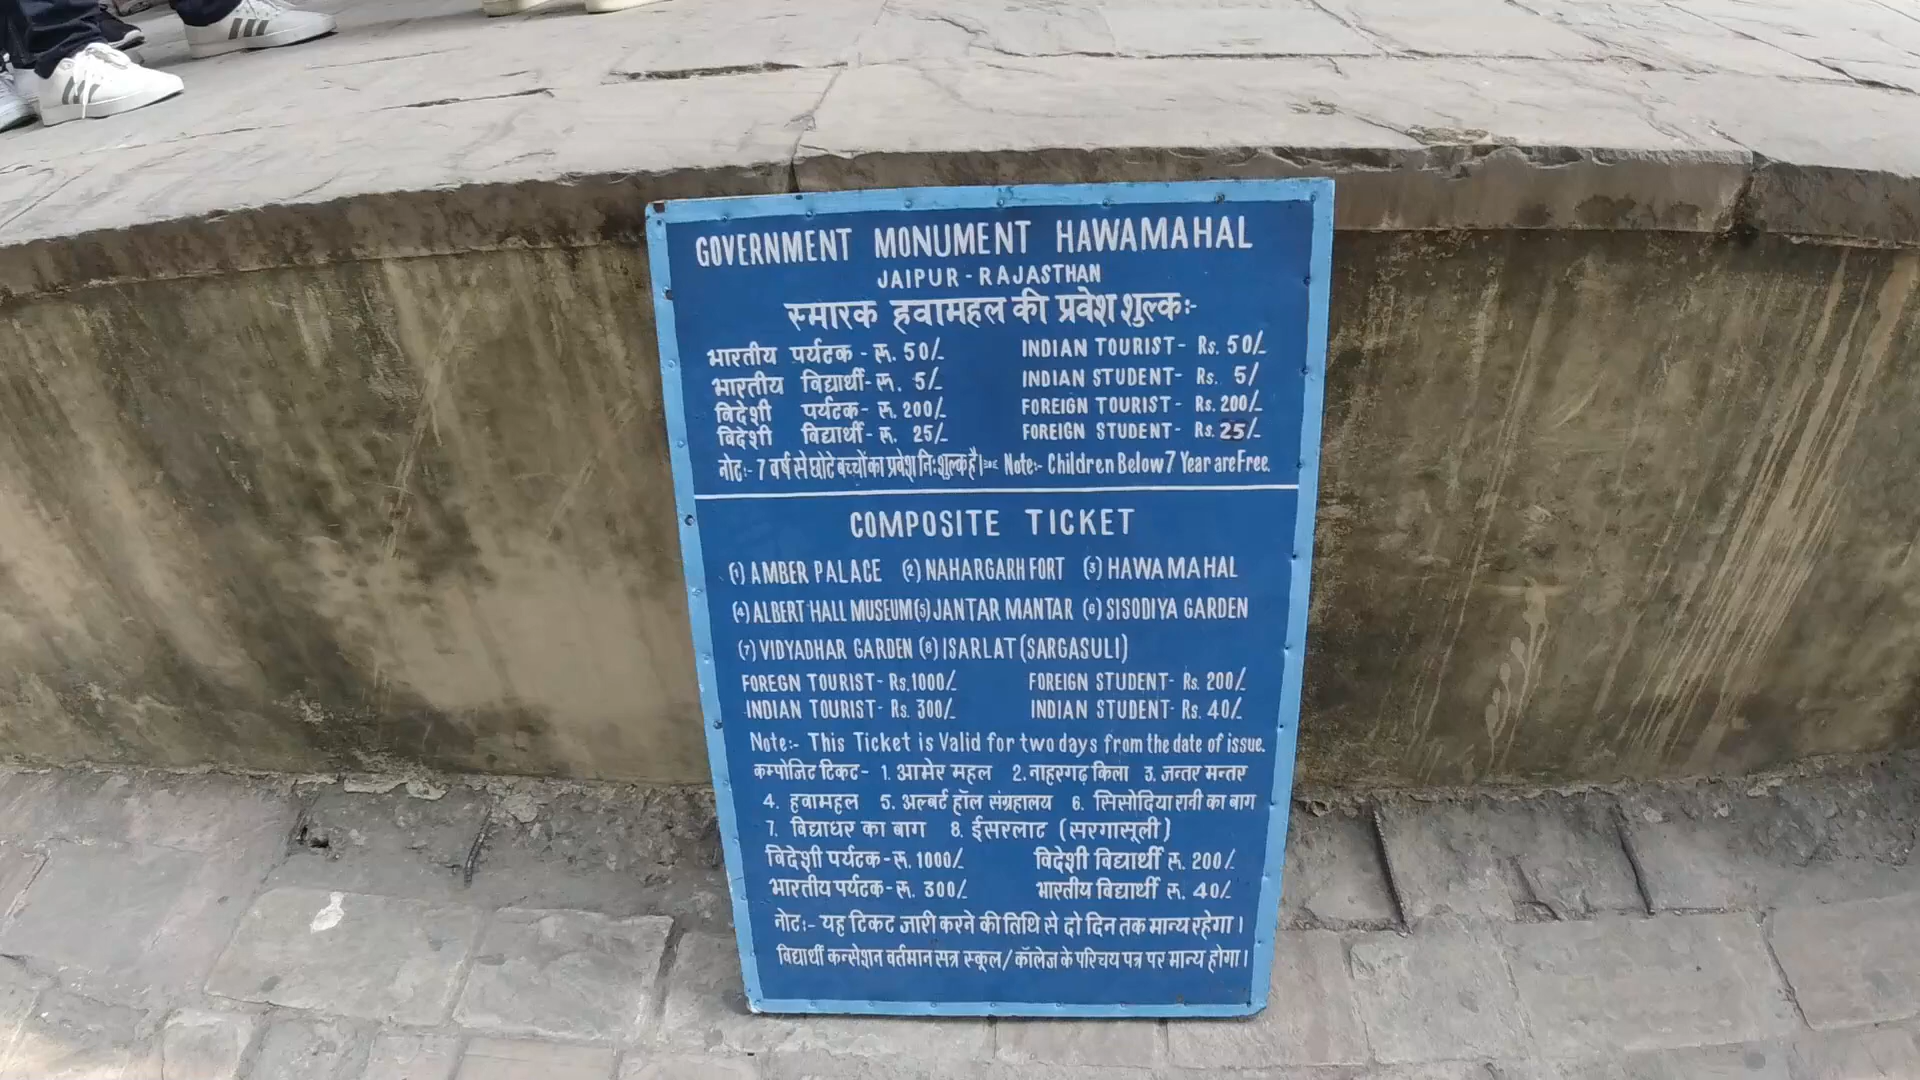 GOVERNMENT MONUMENT HAWAMAHAL
JAIPUR-RAJASTHAN
स्मारक हवामहल की प्रवेश शुल्कः-
भारतीय पर्यटक - रू. 50/- INDIAN TOURIST- Rs. 50/-
भारतीय विद्यार्थी- रू. 5/- INDIAN STUDENT- Rs. 5/
विदेशी पर्यटक- रू. 200/- FOREIGN TOURIST - Rs. 200/-
विदेशी विद्यार्थी - रू. 25/- FOREIGN STUDENT- Rs. 25/-
नोटः- 7 वर्ष से छोटे बच्चों का प्रवेश निःशुल्क है। Note:- Children Below 7 Year are Free.
COMPOSITE TICKET
(1) AMBER PALACE (2) NAHARGARH FORT (3) HAWAMAHAL
(4) ALBERT HALL MUSEUM (5) JANTAR MANTAR (6) SISODIYA GARDEN
(7) VIDYADHAR GARDEN (8) ISARLAT (SARGASULI)
FOREGN TOURIST- Rs.1000/- FOREIGN STUDENT- Rs. 200/-
INDIAN TOURIST- Rs. 300/- INDIAN STUDENT- Rs. 40/-
Note:- This Ticket is Valid for two days from the date of issue.
कम्पोजिट टिकट- 1. आमेर महल 2. नाहरगढ़ किला 3. जन्तर मन्तर
4. हवामहल 5. अल्बर्ट हॉल संग्रहालय 6. सिसोदिया रानी का बाग
7. विद्याधर का बाग 8. ईसरलाट (सरगासूली)
विदेशी पर्यटक-रू. 1000/- विदेशी विद्यार्थी रू. 200/-
भारतीय पर्यटक-रू. 300/- भारतीय विद्यार्थी रू. 40/-
नोटः- यह टिकट जारी करने की तिथि से दो दिन तक मान्य रहेगा।
विद्यार्थी कन्सेशन वर्तमान सत्र स्कूल/कॉलेज के परिचय पत्र पर मान्य होगा।